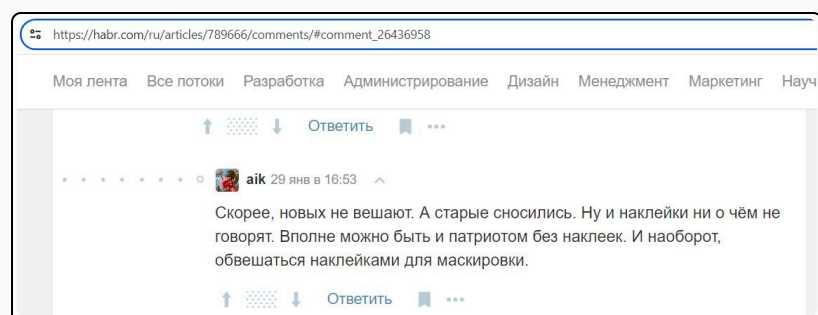 https://habr.com/ru/articles/789666/comments/#comment_26436958
Моя лента Все потоки Разработка Администрирование Дизайн Менеджмент Маркетинг Науч
Ответить
aik 29 янв в 16:53
Скорее, новых не вешают. А старые сносились. Ну и наклейки ни о чём не
говорят. Вполне можно быть и патриотом без наклеек. И наоборот,
обвешаться наклейками для маскировки.
Ответить